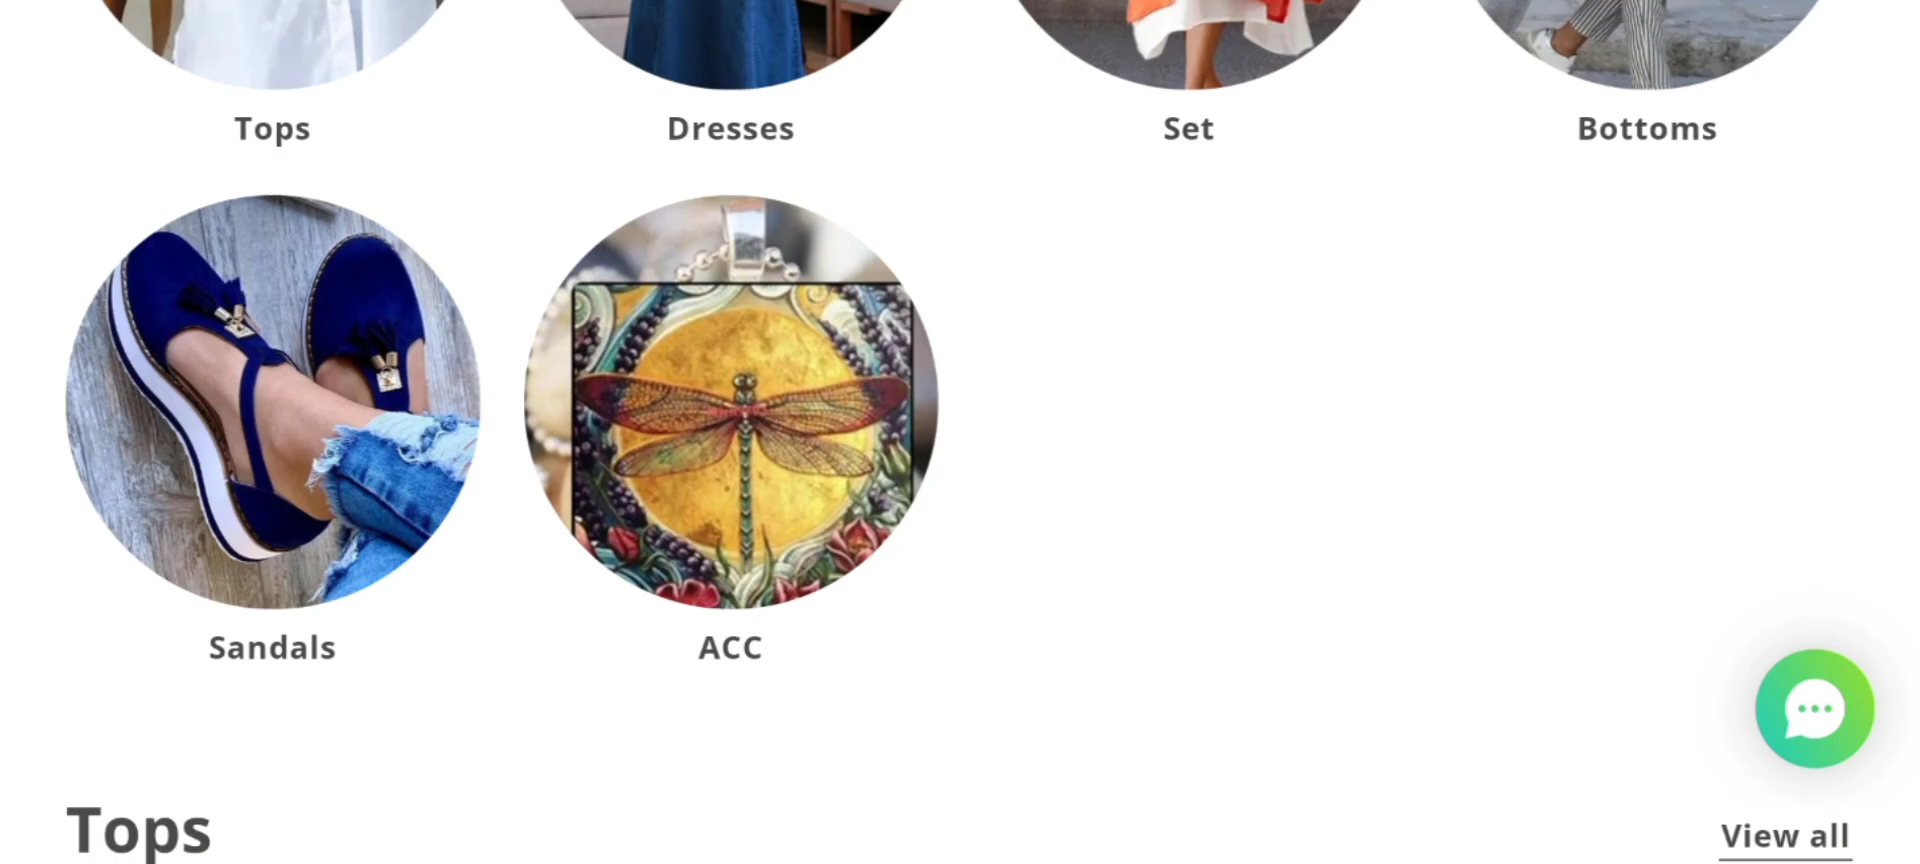 Tops
Dresses
Set
Bottoms
Sandals
ACC
Tops
View all